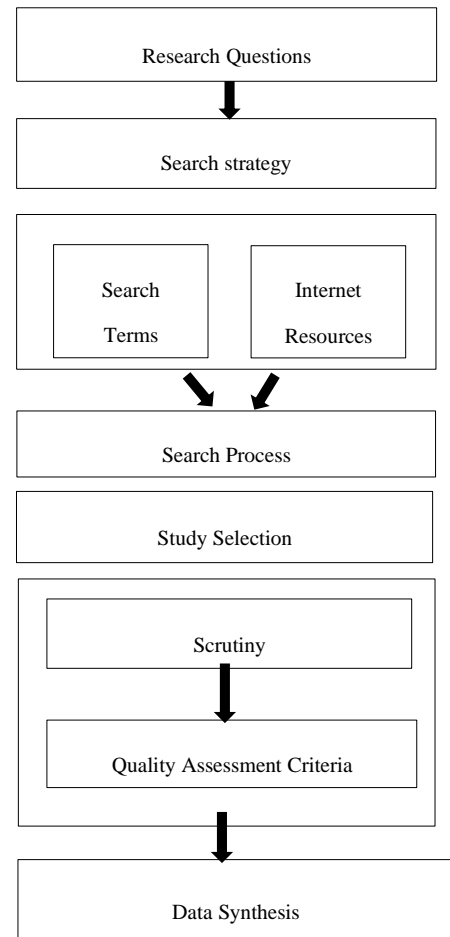 Research Questions
Search strategy
Search
Terms
Internet
Resources
Search Process
Study Selection
Scrutiny
Quality Assessment Criteria
Data Synthesis